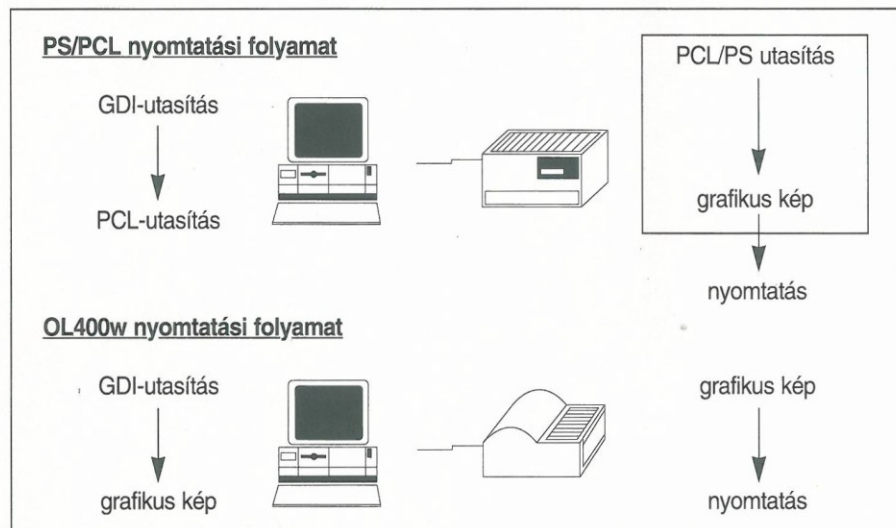 PS/PCL nyomtatási folyamat
GDI-utasítás
PCL-utasítás
PCL/PS utasítás
grafikus kép
nyomtatás
OL400w nyomtatási folyamat
GDI-utasítás
grafikus kép
grafikus kép
nyomtatás